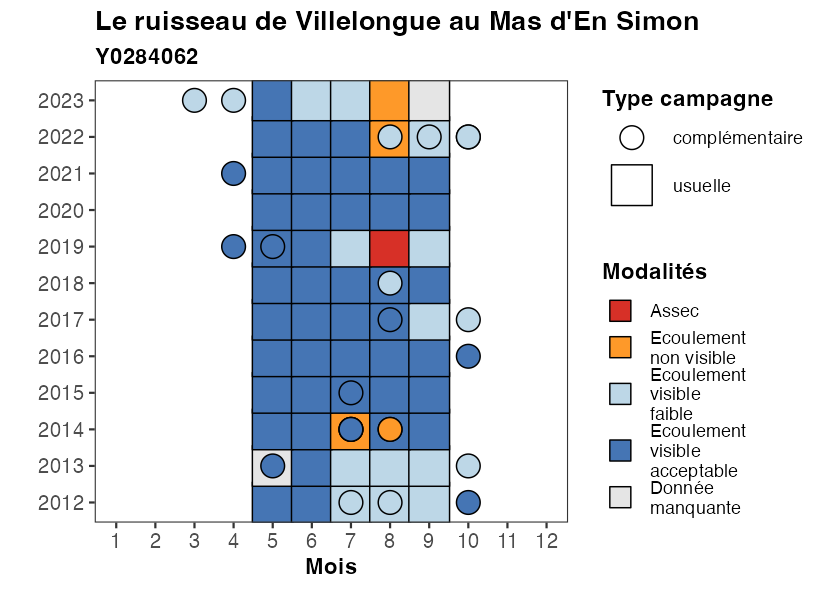 Le ruisseau de Villelongue au Mas d'En Simon
Y0284062
2023
2022
2021
2020
2019
2018
2017
2016
2015
2014
2013
2012
1 2 3 4 5 6 7 8 9 10 11 12
Mois
Type campagne
complémentaire
usuelle
Modalités
Assec
Ecoulement
non visible
Ecoulement
visible
faible
Ecoulement
visible
acceptable
Donnée
manquante